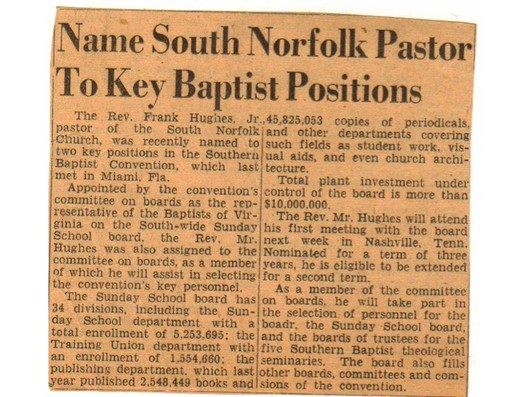 Name South Norfolk Pastor
To Key Baptist Positions
The Rev. Frank Hughes, Jr.,
pastor of the South Norfolk
Church, was recently named to
two key positions in the Southern
Baptist Convention, which last
met in Miami, Fla.
Appointed by the convention's
committee on boards as the rep-
resentative of the Baptists of Vir-
ginia on the South-wide Sunday
School board, the Rev. Mr.
Hughes was also assigned to the
committee on boards, as a member
of which he will assist in selecting
the convention's key personnel.
The Sunday School board has
34 divisions, including the Sun-
day School department with a
total enrollment of 5,253,695; the
Training Union department with
an enrollment of 1,554,660; the
publishing department, which last
year published 2,548,449 books and
45,825,053 copies of periodicals,
and other departments covering
such fields as student work, vis-
ual aids, and even church archi-
tecture.
Total plant investment under
control of the board is more than
$10,000,000.
The Rev. Mr. Hughes will attend
his first meeting with the board
next week in Nashville, Tenn.
Nominated for a term of three
years, he is eligible to be extended
for a second term.
As a member of the committee
on boards, he will take part in
the selection of personnel for the
boadr, the Sunday School board,
and the boards of trustees for the
five Southern Baptist theological
seminaries. The board also fills
other boards, committees and com-
sions of the convention.